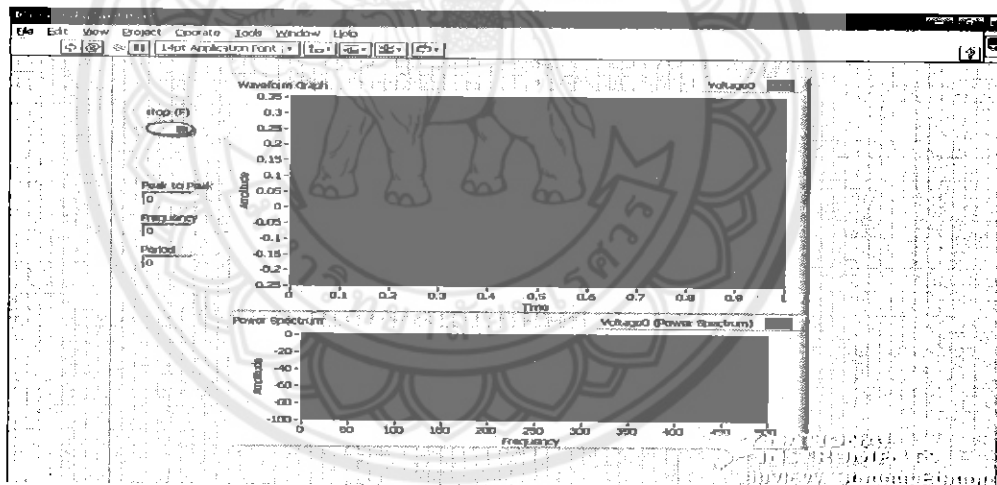 File Edit View Project Operate Tools Window Help
14pt Application Font
Waveform Graph
Voltage0
stop (F)
Peak to Peak
0
Frequency
0
Period
0
Amplitude
0.35
0.3
0.25
0.2
0.15
0.1
0.05
0
-0.05
-0.1
-0.15
-0.2
-0.25
0 0.1 0.2 0.3 0.4 0.5 0.6 0.7 0.8 0.9 1
Time
Power Spectrum
Voltage0 (Power Spectrum)
Amplitude
0
-20
-40
-60
-80
-100
0 50 100 150 200 250 300 350 400 450 500
Frequency